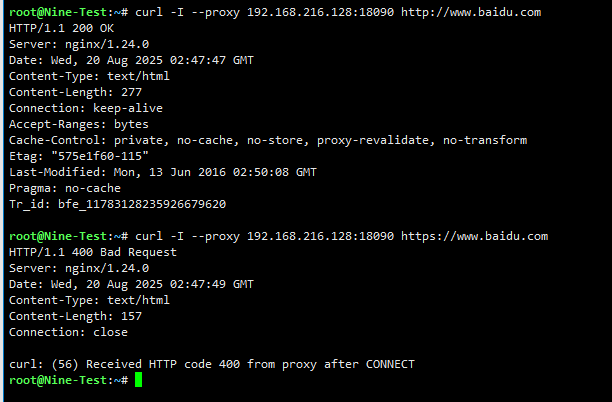 root@Nine-Test:~# curl -I --proxy 192.168.216.128:18090 http://www.baidu.com
HTTP/1.1 200 OK
Server: nginx/1.24.0
Date: Wed, 20 Aug 2025 02:47:47 GMT
Content-Type: text/html
Content-Length: 277
Connection: keep-alive
Accept-Ranges: bytes
Cache-Control: private, no-cache, no-store, proxy-revalidate, no-transform
Etag: "575e1f60-115"
Last-Modified: Mon, 13 Jun 2016 02:50:08 GMT
Pragma: no-cache
Tr_id: bfe_11783128235926679620
root@Nine-Test:~# curl -I --proxy 192.168.216.128:18090 https://www.baidu.com
HTTP/1.1 400 Bad Request
Server: nginx/1.24.0
Date: Wed, 20 Aug 2025 02:47:49 GMT
Content-Type: text/html
Content-Length: 157
Connection: close
curl: (56) Received HTTP code 400 from proxy after CONNECT
root@Nine-Test:~#